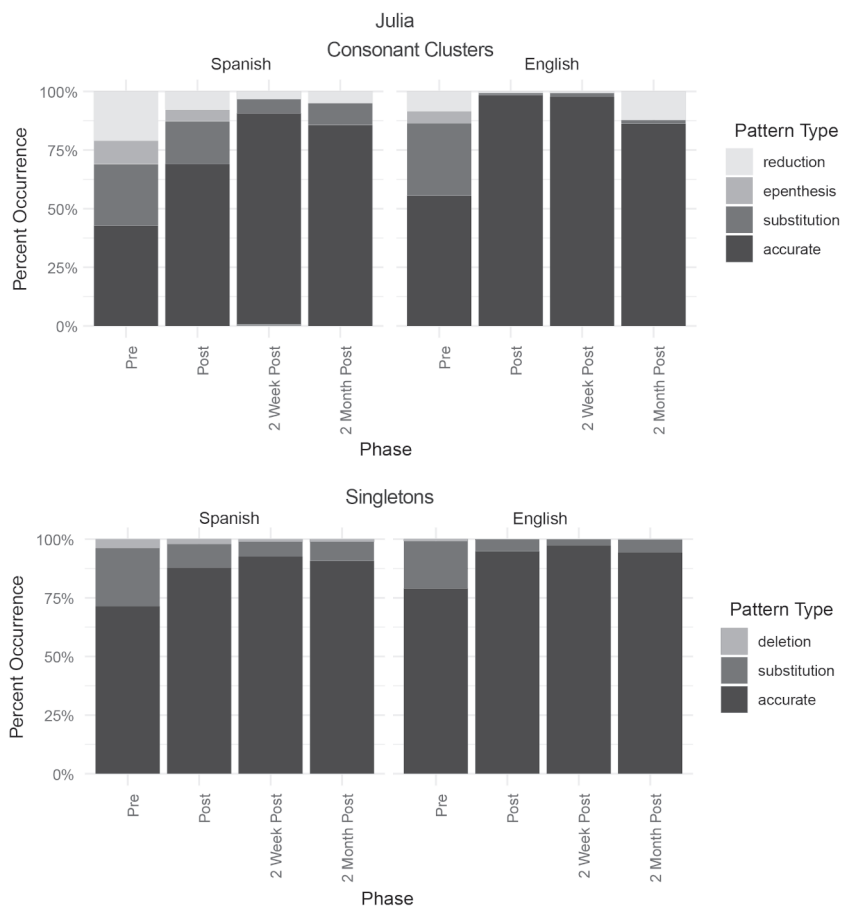 Julia
Consonant Clusters
Spanish
English
Percent Occurrence
100%
75%
50%
25%
0%
Pre
Post
2 Week Post
2 Month Post
Pre
Post
2 Week Post
2 Month Post
Phase
Pattern Type
reduction
epenthesis
substitution
accurate
Singletons
Spanish
English
Percent Occurrence
100%
75%
50%
25%
0%
Pre
Post
2 Week Post
2 Month Post
Pre
Post
2 Week Post
2 Month Post
Phase
Pattern Type
deletion
substitution
accurate